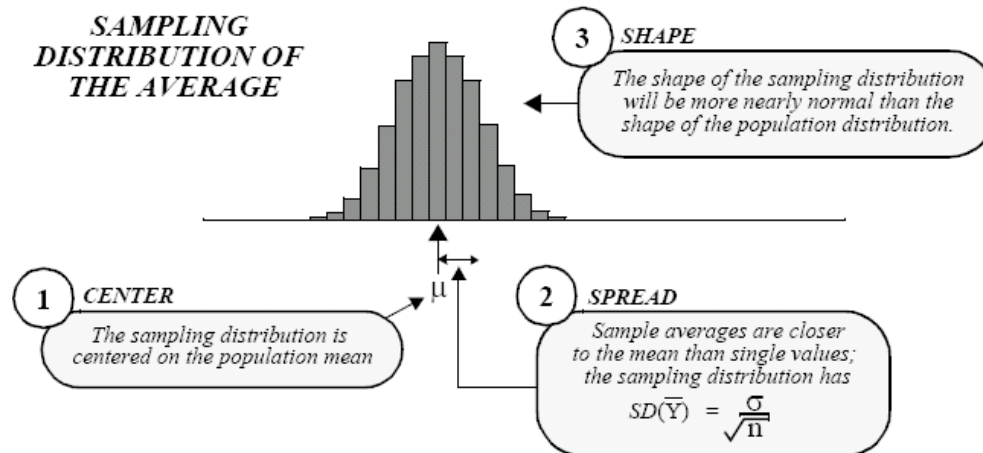 SAMPLING
DISTRIBUTION OF
THE AVERAGE
3 SHAPE
The shape of the sampling distribution
will be more nearly normal than the
shape of the population distribution.
μ
1 CENTER
The sampling distribution is
centered on the population mean
2 SPREAD
Sample averages are closer
to the mean than single values;
the sampling distribution has
SD(Y̅) = σ/√n